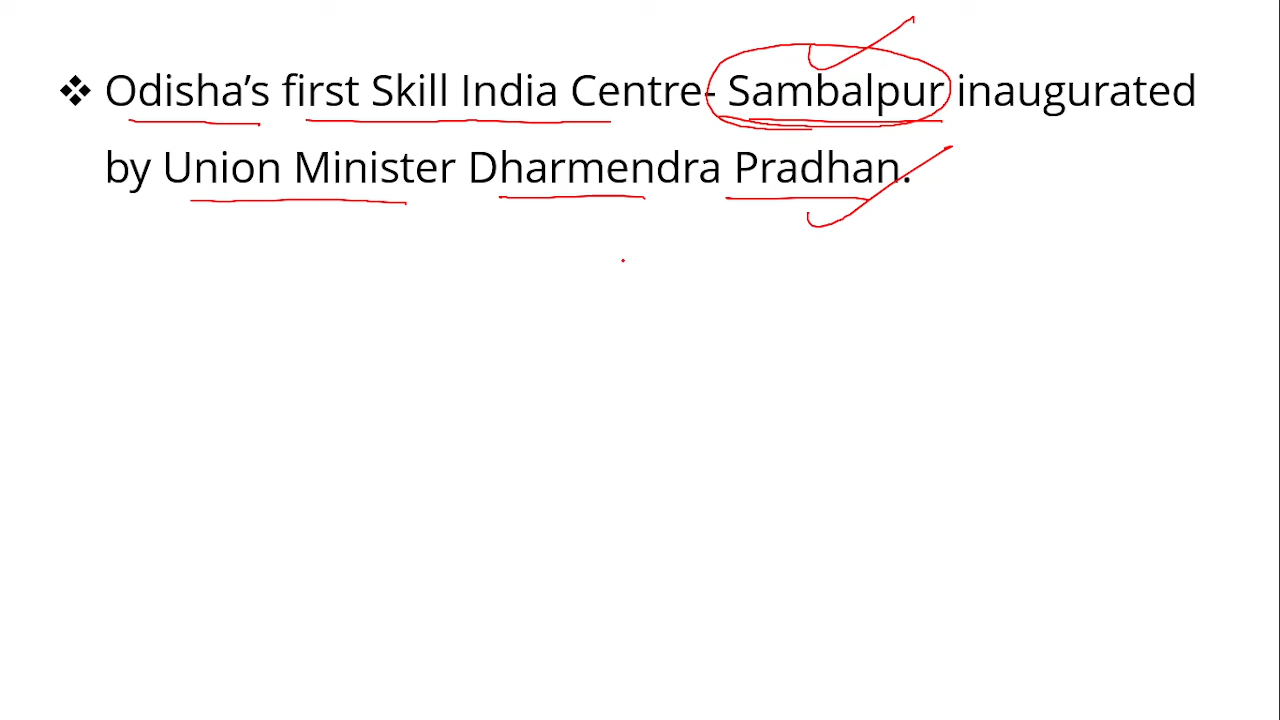 ❖ Odisha’s first Skill India Centre- Sambalpur inaugurated
by Union Minister Dharmendra Pradhan.